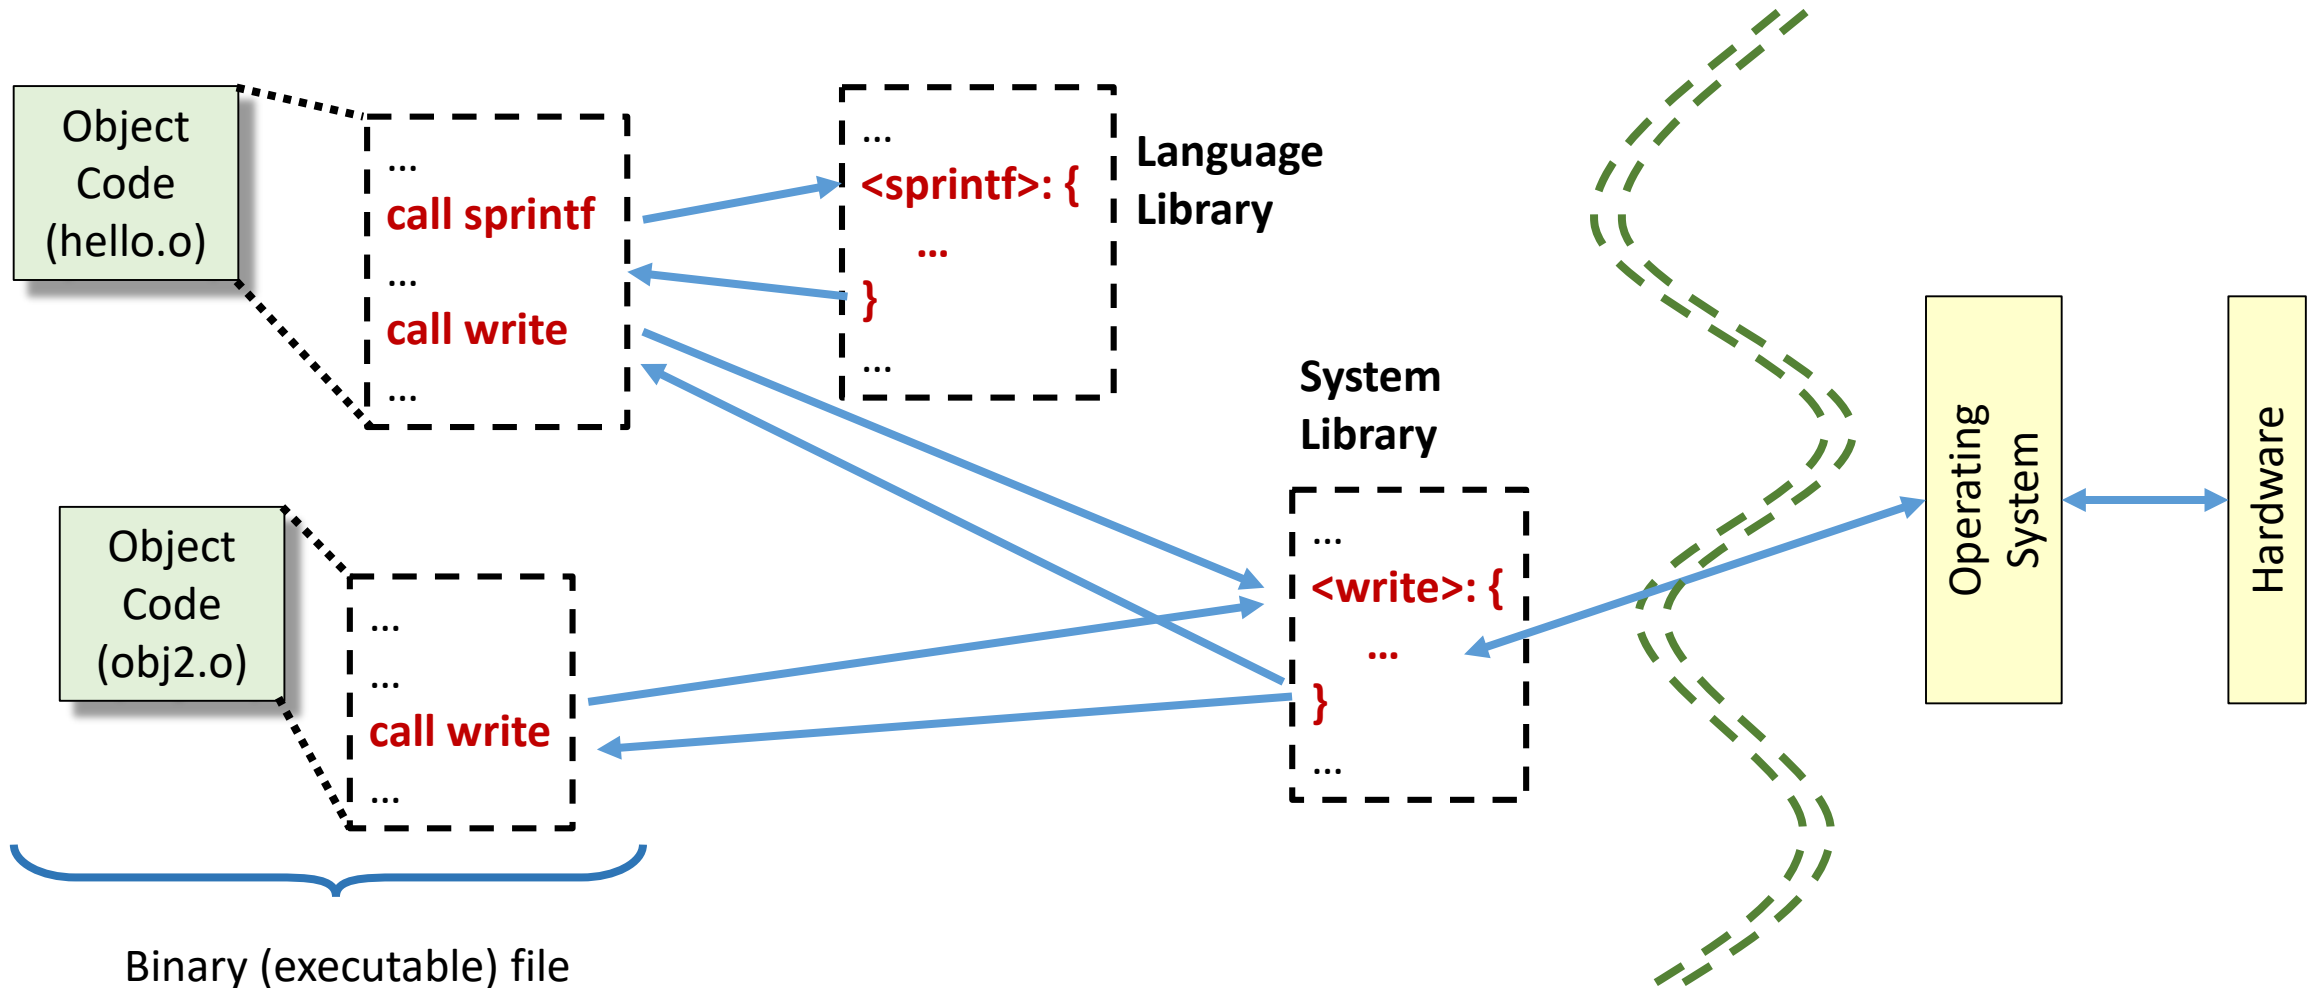 Object
Code
(hello.o)
...
call sprintf
...
call write
...
...
<sprintf>: {
...
}
...
Language
Library
System
Library
...
<write>: {
...
}
...
Object
Code
(obj2.o)
...
...
call write
...
Operating
System
Hardware
Binary (executable) file